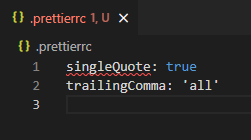 {} .prettierrc 1, U ●
{} .prettierrc
1 singleQuote: true
2 trailingComma: 'all'
3